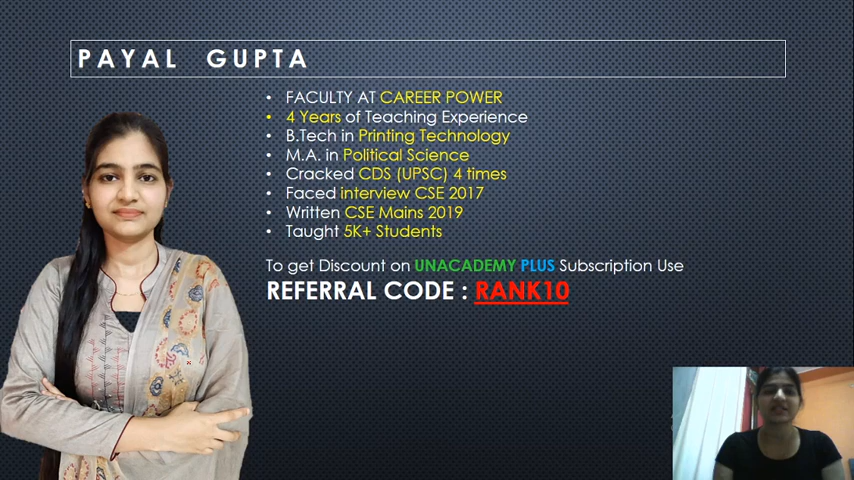 PAYAL GUPTA
• FACULTY AT CAREER POWER
• 4 Years of Teaching Experience
• B.Tech in Printing Technology
• M.A. in Political Science
• Cracked CDS (UPSC) 4 times
• Faced interview CSE 2017
• Written CSE Mains 2019
• Taught 5K+ Students
To get Discount on UNACADEMY PLUS Subscription Use
REFERRAL CODE : RANK10